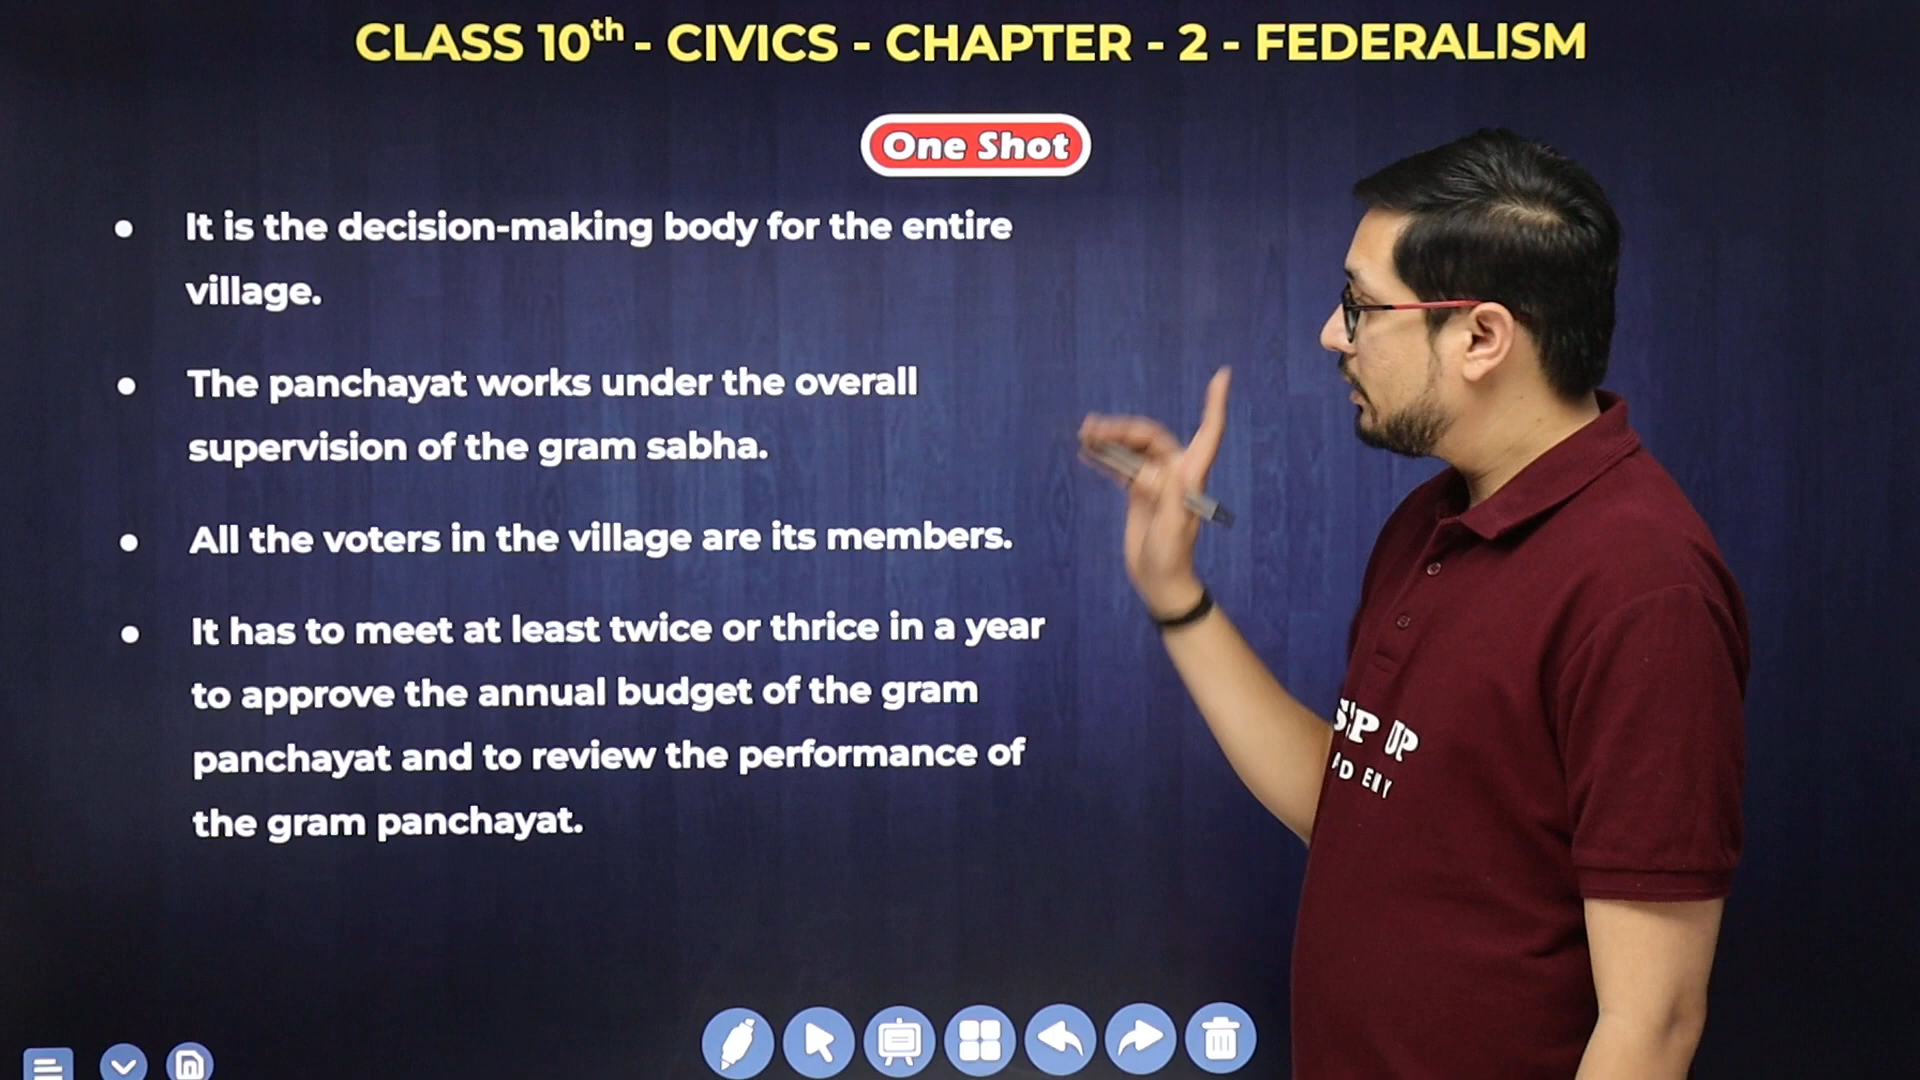 CLASS 10th - CIVICS - CHAPTER - 2 - FEDERALISM
One Shot
● It is the decision-making body for the entire
village.
● The panchayat works under the overall
supervision of the gram sabha.
● All the voters in the village are its members.
● It has to meet at least twice or thrice in a year
to approve the annual budget of the gram
panchayat and to review the performance of
the gram panchayat.
UP